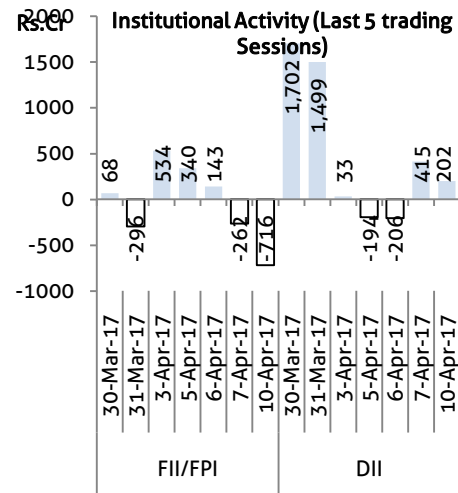 Rs.Cr
Institutional Activity (Last 5 trading
Sessions)
2000
1500
1000
500
0
-500
-1000
68
-296
534
340
143
-262
-716
1,702
1,499
33
-194
-206
415
202
30-Mar-17
31-Mar-17
3-Apr-17
5-Apr-17
6-Apr-17
7-Apr-17
10-Apr-17
30-Mar-17
31-Mar-17
3-Apr-17
5-Apr-17
6-Apr-17
7-Apr-17
10-Apr-17
FII/FPI
DII